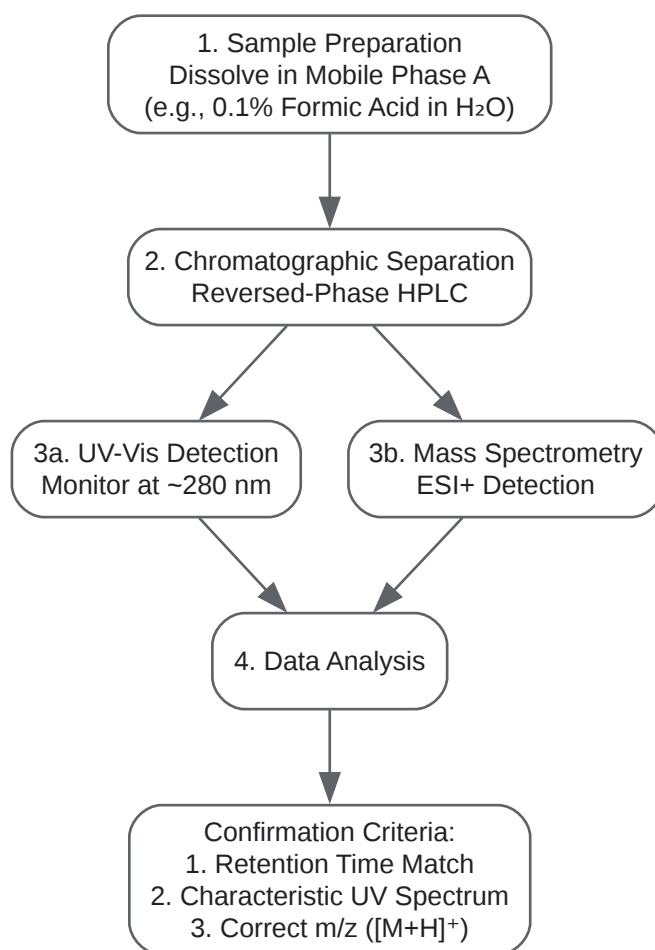 1. Sample Preparation
Dissolve in Mobile Phase A
(e.g., 0.1% Formic Acid in H₂O)
2. Chromatographic Separation
Reversed-Phase HPLC
3a. UV-Vis Detection
Monitor at ~280 nm
3b. Mass Spectrometry
ESI+ Detection
4. Data Analysis
Confirmation Criteria:
1. Retention Time Match
2. Characteristic UV Spectrum
3. Correct m/z ([M+H]⁺)